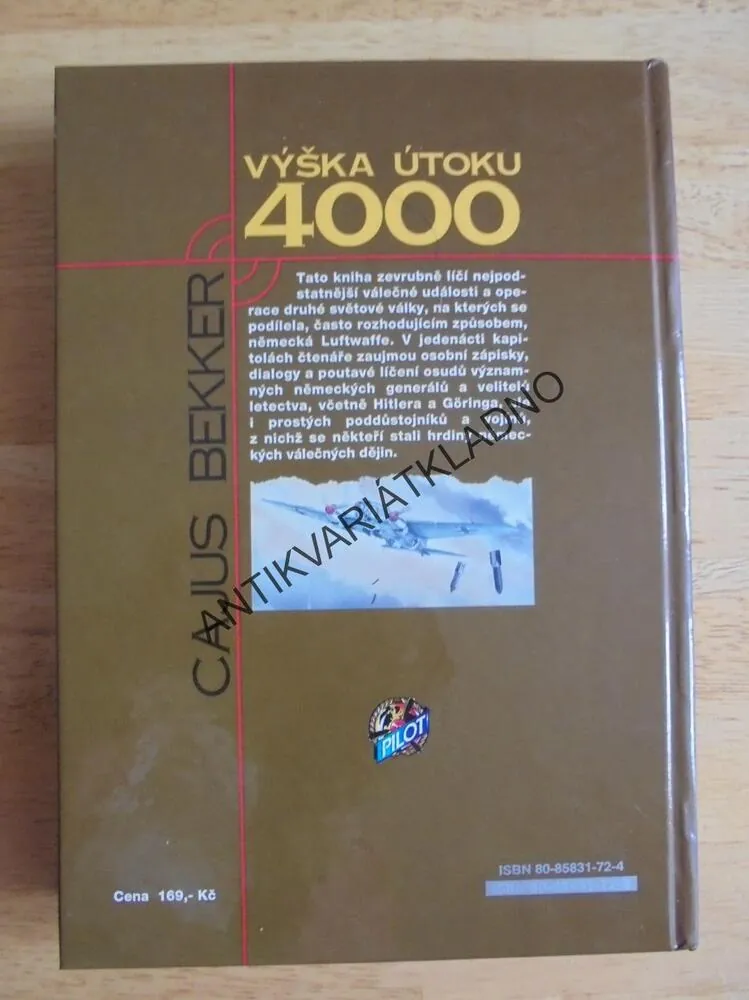 VÝŠKA ÚTOKU
4000
CAJUS BEKKER
Tato kniha zevrubně líčí nejpod-
statnější válečné události a ope-
race druhé světové války, na kterých se
podílela, často rozhodujícím způsobem,
německá Luftwaffe. V jedenácti kapi-
tolách čtenáře zaujmou osobní zápisky,
dialogy a poutavé líčení osudů význam-
ných německých generálů a velitelů
letectva, včetně Hitlera a Göringa,
i prostých poddůstojníků a
z nichž se někteří stali
kých válečných dějin.
ANTIKVARIÁTKLADNO
PILOT
ISBN 80-85831-72-4
Cena 169,- Kč